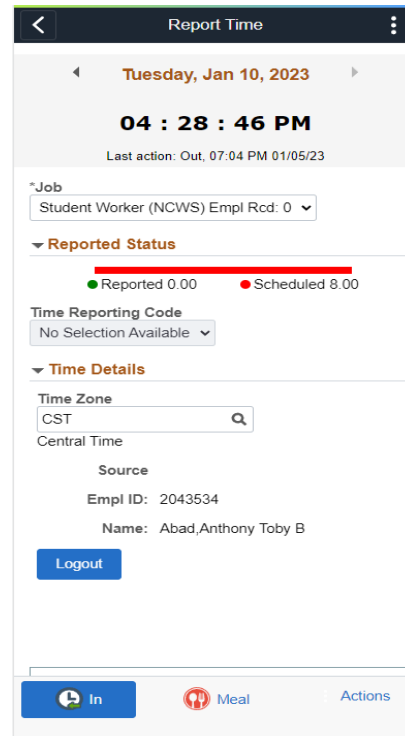 Report Time
Tuesday, Jan 10, 2023
04 : 28 : 46 PM
Last action: Out, 07:04 PM 01/05/23
*Job
Student Worker (NCWS) Empl Rcd: 0
Reported Status
Reported 0.00 Scheduled 8.00
Time Reporting Code
No Selection Available
Time Details
Time Zone
CST
Central Time
Source
Empl ID: 2043534
Name: Abad,Anthony Toby B
Logout
In Meal Actions